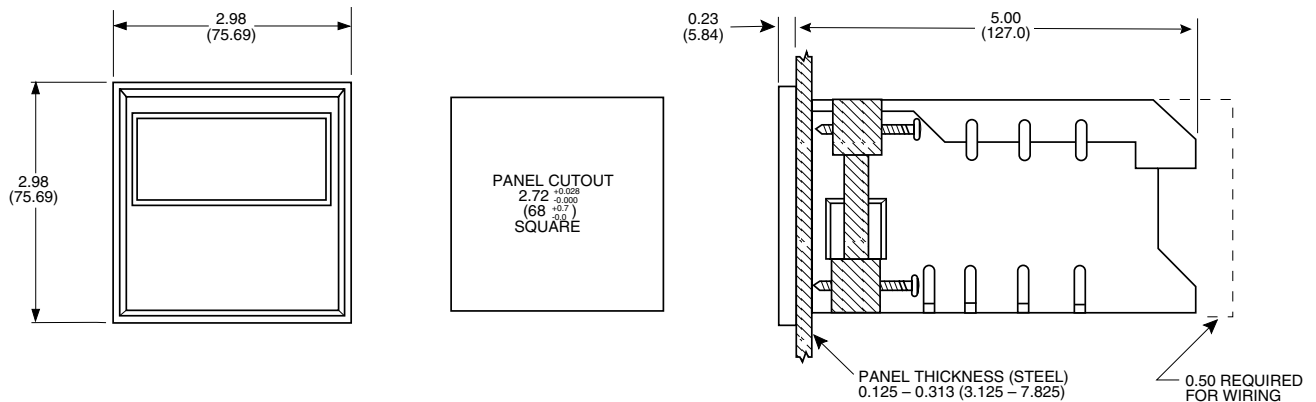 2.98
(75.69)
2.98
(75.69)
PANEL CUTOUT
2.72 +0.028
-0.000
(68 +0.7
-0.0 )
SQUARE
0.23
(5.84)
5.00
(127.0)
PANEL THICKNESS (STEEL)
0.125 – 0.313 (3.125 – 7.825)
0.50 REQUIRED
FOR WIRING